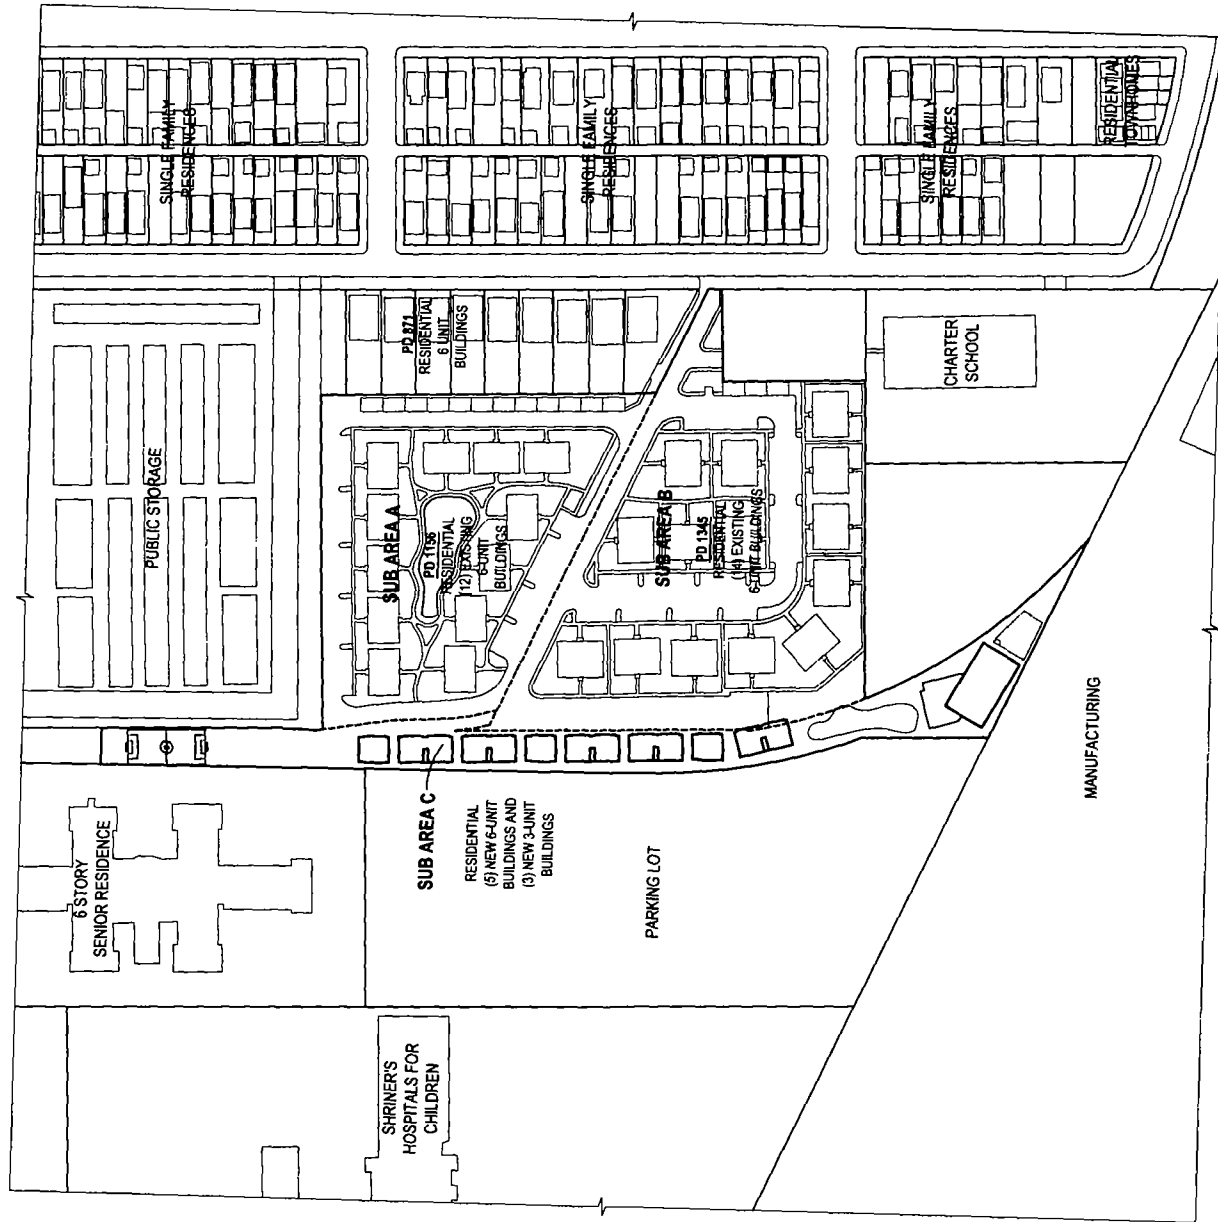 SINGLE FAMILY
RESIDENCES
SINGLE FAMILY
RESIDENCES
SINGLE FAMILY
RESIDENCES
RESIDENTIAL
TOWNHOMES
PUBLIC STORAGE
PD 871
RESIDENTIAL
6 UNIT
BUILDINGS
CHARTER
SCHOOL
SUB AREA A
PD 1156
RESIDENTIAL
(12) EXISTING
6-UNIT
BUILDINGS
SUB AREA B
PD 1345
RESIDENTIAL
(14) EXISTING
6-UNIT BUILDINGS
6 STORY
SENIOR RESIDENCE
SUB AREA C
RESIDENTIAL
(5) NEW 6-UNIT
BUILDINGS AND
(3) NEW 3-UNIT
BUILDINGS
PARKING LOT
MANUFACTURING
SHRINER'S
HOSPITALS FOR
CHILDREN